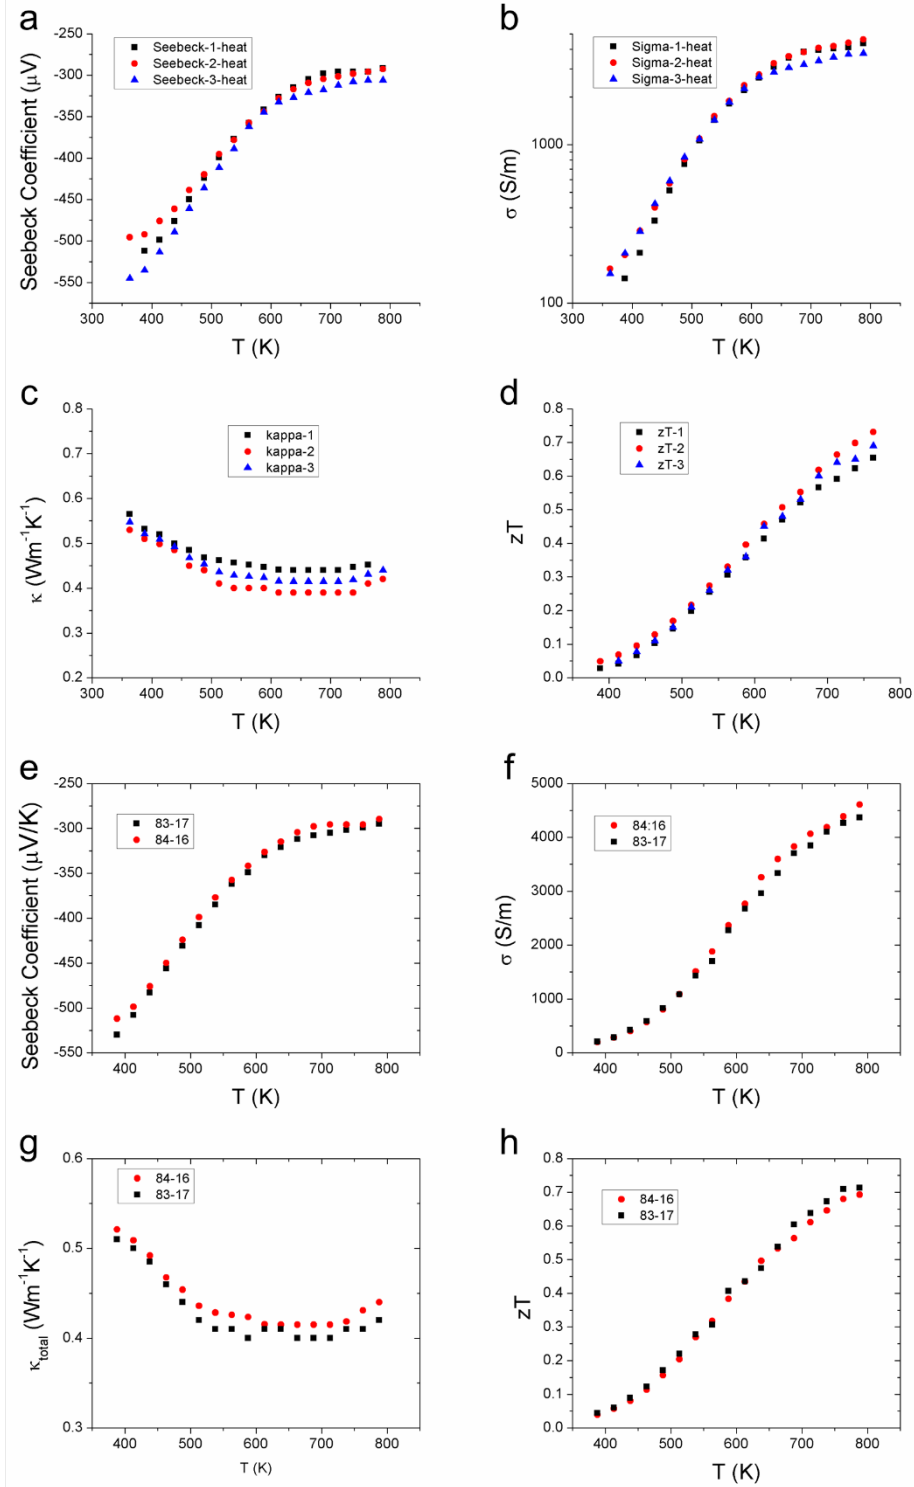 a
Seebeck Coefficient (μV)
-250
-300
-350
-400
-450
-500
-550
Seebeck-1-heat
Seebeck-2-heat
Seebeck-3-heat
300 400 500 600 700 800
T (K)
b
σ (S/m)
1000
100
Sigma-1-heat
Sigma-2-heat
Sigma-3-heat
300 400 500 600 700 800
T (K)
c
κ (Wm⁻¹K⁻¹)
0.8
0.7
0.6
0.5
0.4
0.3
0.2
kappa-1
kappa-2
kappa-3
300 400 500 600 700 800
T (K)
d
zT
0.8
0.7
0.6
0.5
0.4
0.3
0.2
0.1
0.0
zT-1
zT-2
zT-3
400 500 600 700 800
T (K)
e
Seebeck Coefficient (μV/K)
-250
-300
-350
-400
-450
-500
-550
83-17
84-16
400 500 600 700 800
T (K)
f
σ (S/m)
5000
4000
3000
2000
1000
0
84:16
83-17
400 500 600 700 800
T (K)
g
κtotal (Wm⁻¹K⁻¹)
0.6
0.5
0.4
0.3
84-16
83-17
400 500 600 700 800
T (K)
h
zT
0.8
0.7
0.6
0.5
0.4
0.3
0.2
0.1
0.0
84-16
83-17
400 500 600 700 800
T (K)